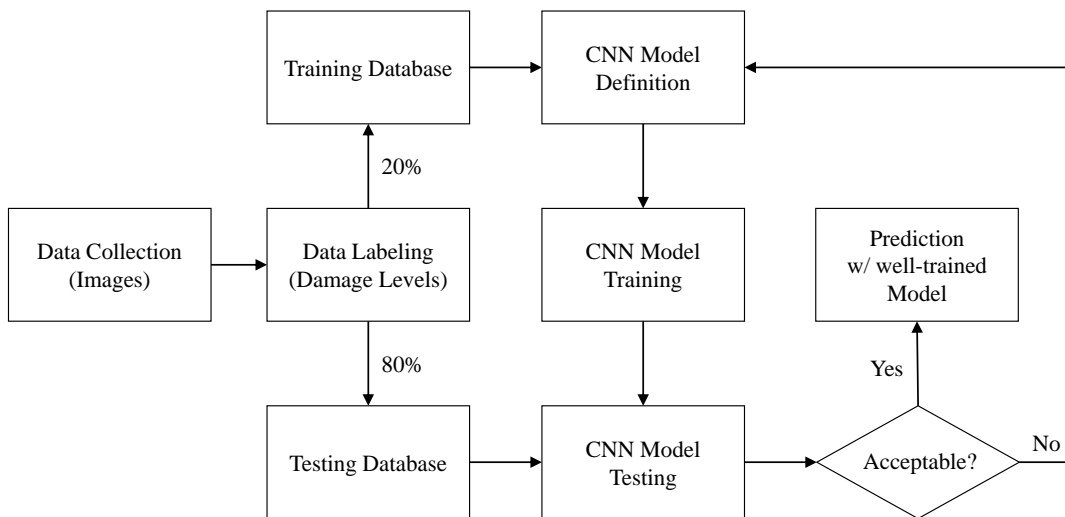 Training Database
CNN Model
Definition
20%
Data Collection
(Images)
Data Labeling
(Damage Levels)
CNN Model
Training
Prediction
w/ well-trained
Model
80%
Yes
Testing Database
CNN Model
Testing
Acceptable?
No